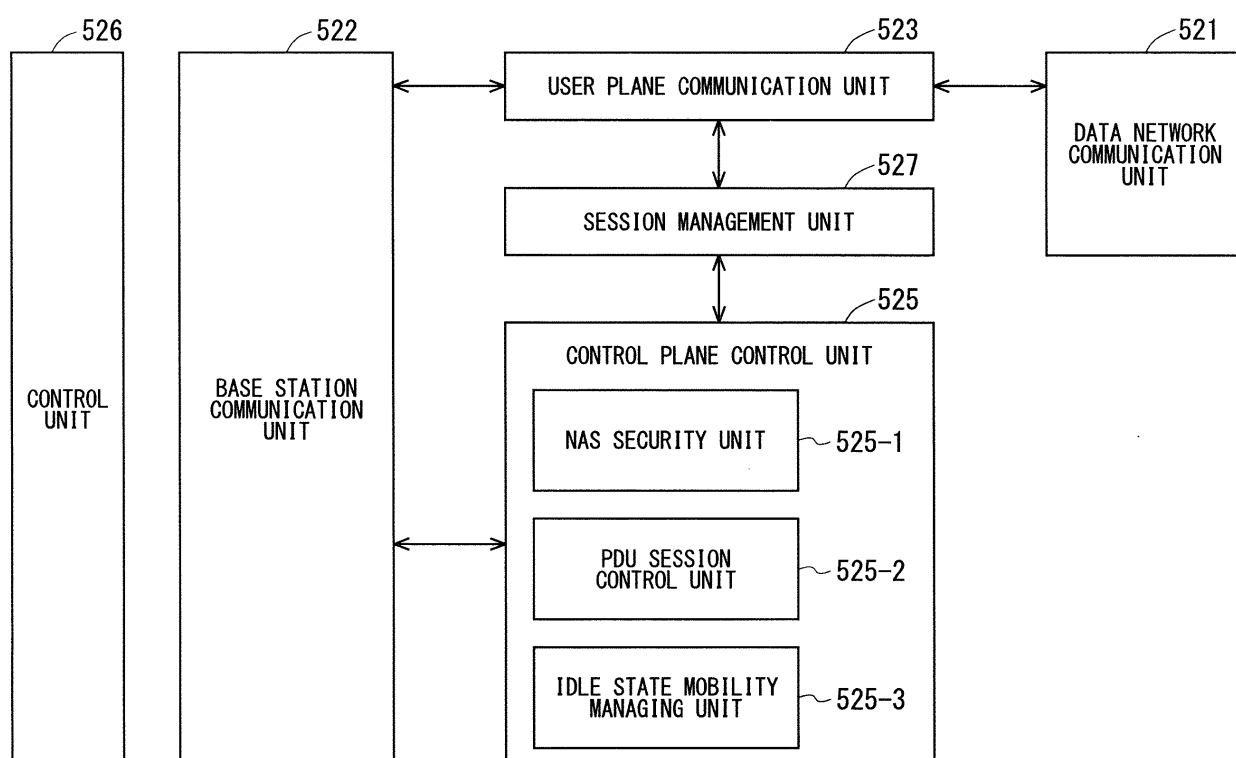 526
522
523
521
USER PLANE COMMUNICATION UNIT
DATA NETWORK
COMMUNICATION
UNIT
527
SESSION MANAGEMENT UNIT
525
CONTROL PLANE CONTROL UNIT
CONTROL
UNIT
BASE STATION
COMMUNICATION
UNIT
NAS SECURITY UNIT
525-1
PDU SESSION
CONTROL UNIT
525-2
IDLE STATE MOBILITY
MANAGING UNIT
525-3